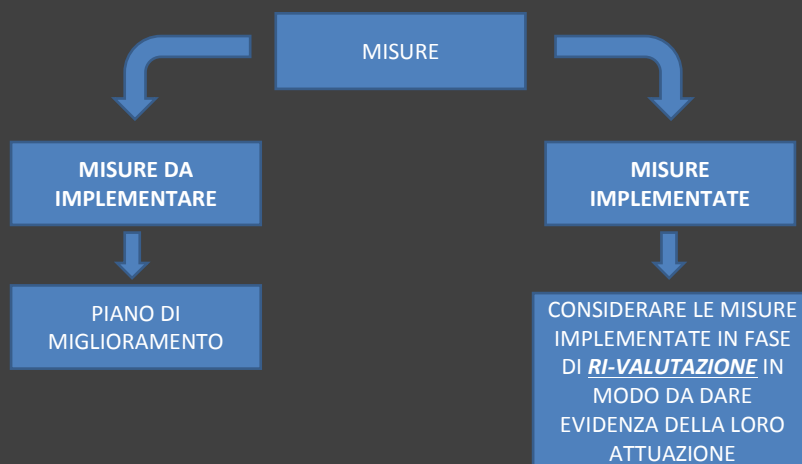 MISURE
MISURE DA
IMPLEMENTARE
MISURE
IMPLEMENTATE
PIANO DI
MIGLIORAMENTO
CONSIDERARE LE MISURE
IMPLEMENTATE IN FASE
DI RI-VALUTAZIONE IN
MODO DA DARE
EVIDENZA DELLA LORO
ATTUAZIONE